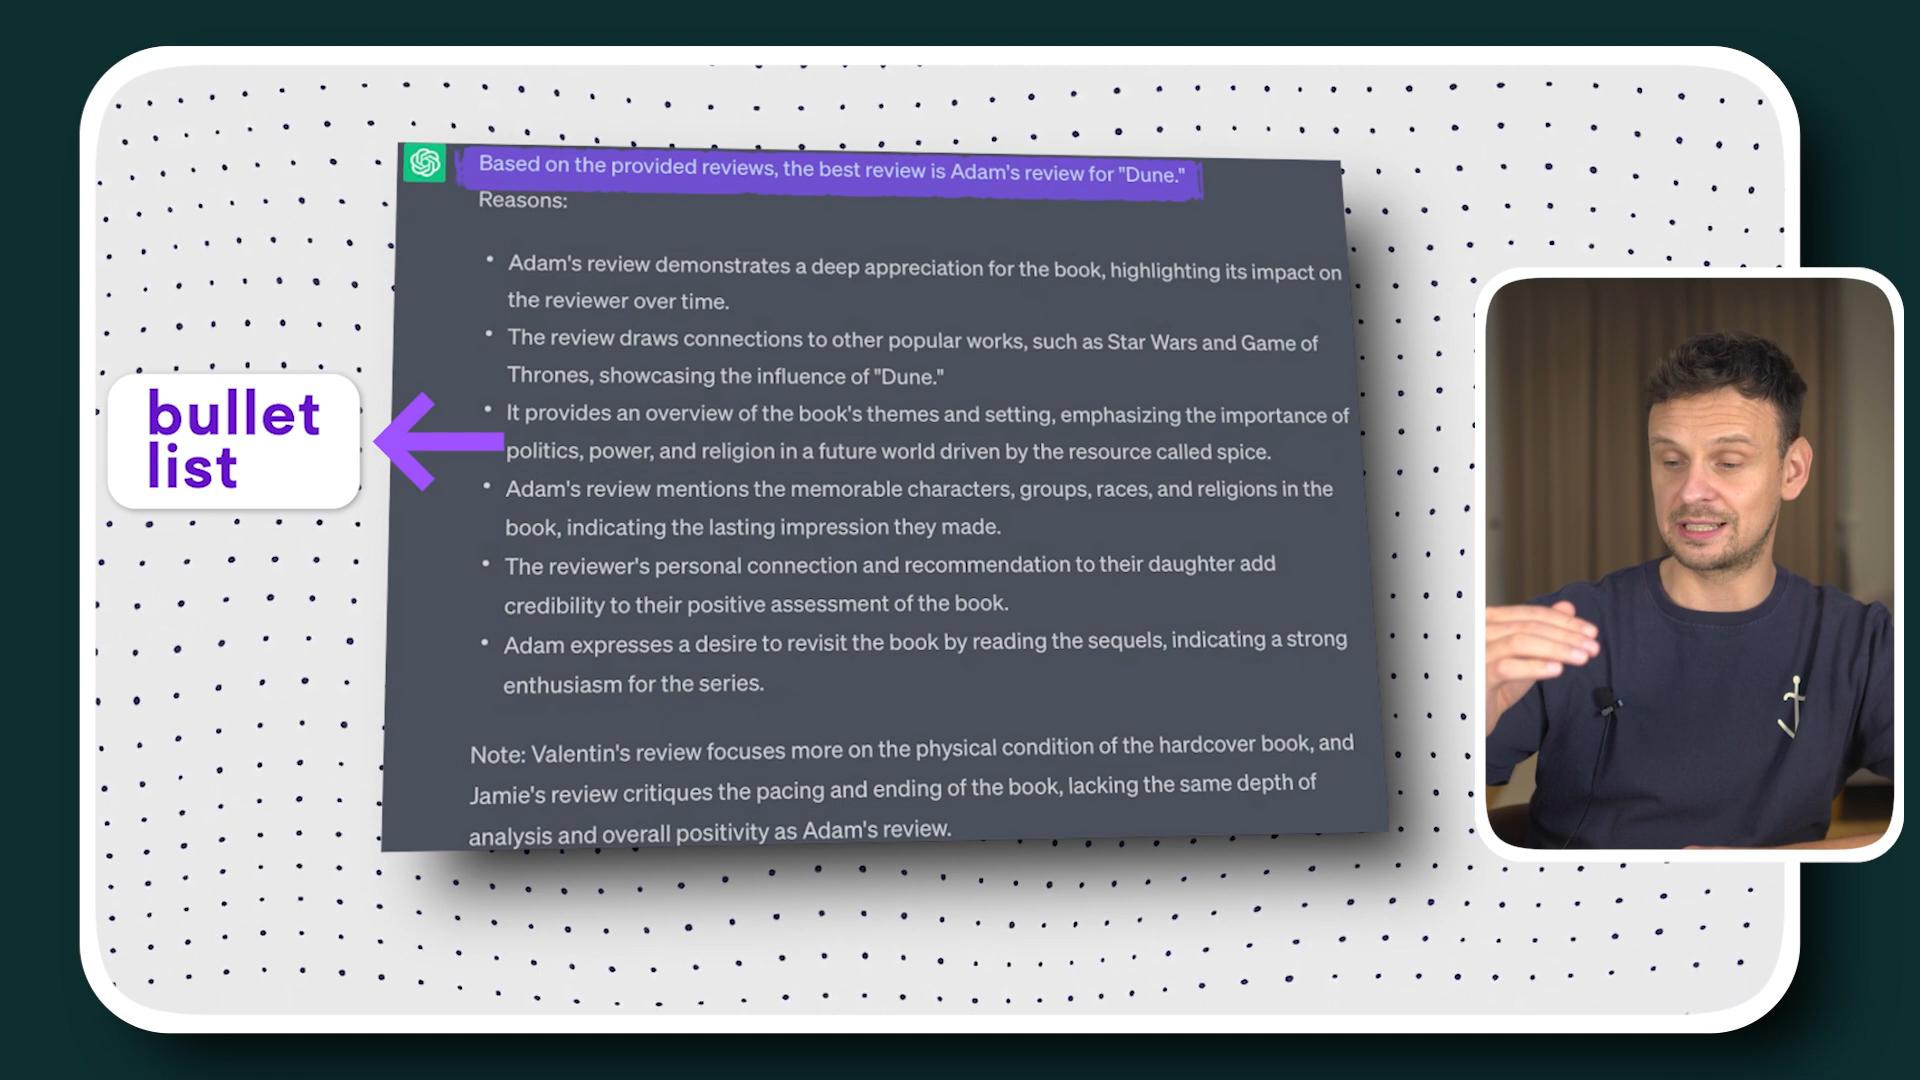 Based on the provided reviews, the best review is Adam's review for "Dune."
Reasons:
• Adam's review demonstrates a deep appreciation for the book, highlighting its impact on
the reviewer over time.
• The review draws connections to other popular works, such as Star Wars and Game of
Thrones, showcasing the influence of "Dune."
• It provides an overview of the book's themes and setting, emphasizing the importance of
politics, power, and religion in a future world driven by the resource called spice.
• Adam's review mentions the memorable characters, groups, races, and religions in the
book, indicating the lasting impression they made.
• The reviewer's personal connection and recommendation to their daughter add
credibility to their positive assessment of the book.
• Adam expresses a desire to revisit the book by reading the sequels, indicating a strong
enthusiasm for the series.
Note: Valentin's review focuses more on the physical condition of the hardcover book, and
Jamie's review critiques the pacing and ending of the book, lacking the same depth of
analysis and overall positivity as Adam's review.
bullet
list